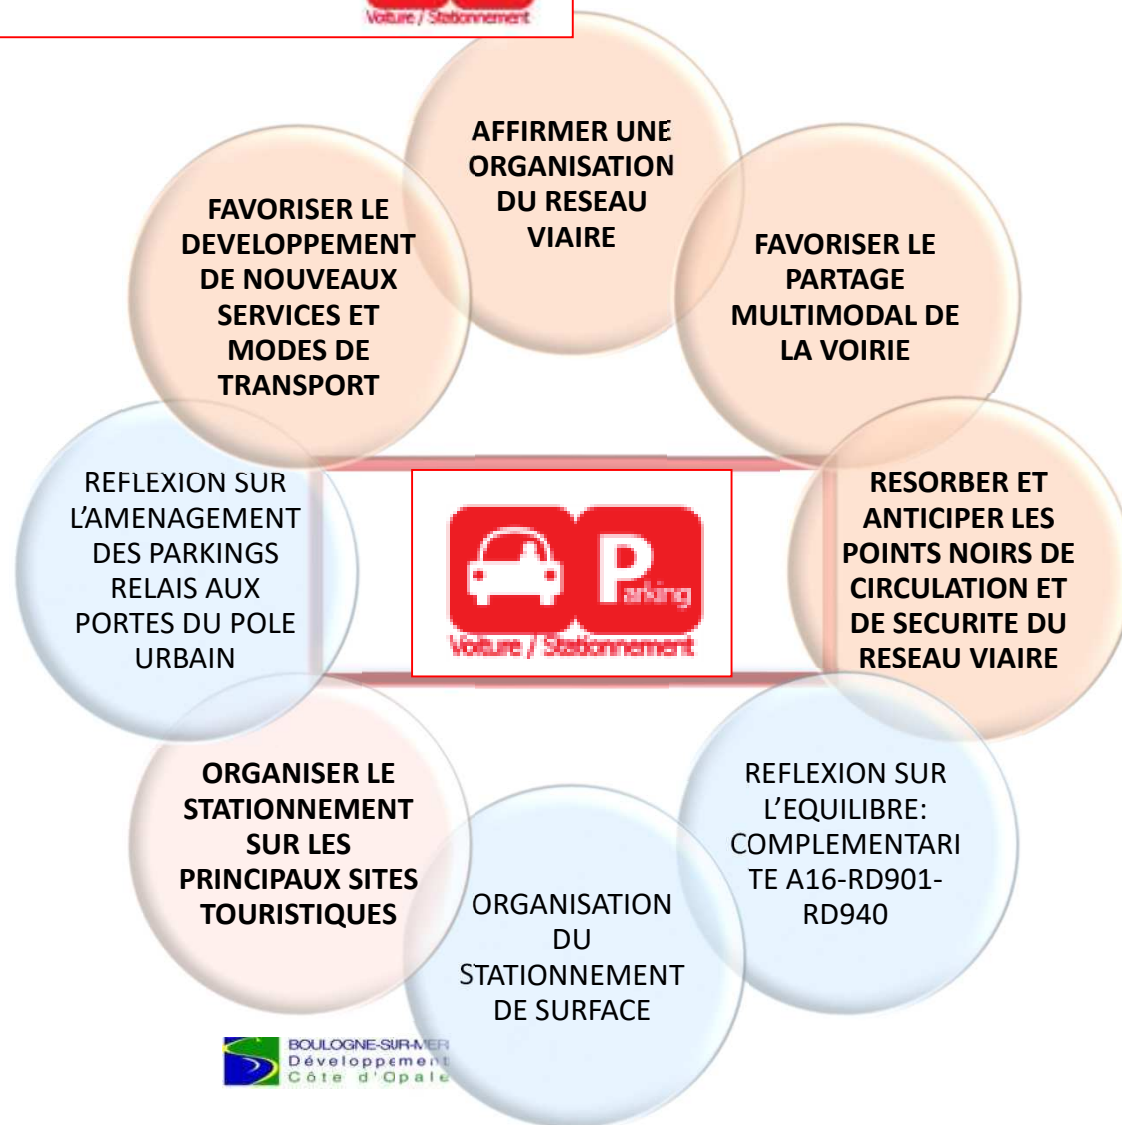 Voiture / Stationnement
AFFIRMER UNE
ORGANISATION
DU RESEAU
VIAIRE
FAVORISER LE
PARTAGE
MULTIMODAL DE
LA VOIRIE
RESORBER ET
ANTICIPER LES
POINTS NOIRS DE
CIRCULATION ET
DE SECURITE DU
RESEAU VIAIRE
REFLEXION SUR
L'EQUILIBRE:
COMPLEMENTARI
TE A16-RD901-
RD940
ORGANISATION
DU
STATIONNEMENT
DE SURFACE
ORGANISER LE
STATIONNEMENT
SUR LES
PRINCIPAUX SITES
TOURISTIQUES
REFLEXION SUR
L'AMENAGEMENT
DES PARKINGS
RELAIS AUX
PORTES DU POLE
URBAIN
FAVORISER LE
DEVELOPPEMENT
DE NOUVEAUX
SERVICES ET
MODES DE
TRANSPORT
Parking
Voiture / Stationnement
BOULOGNE-SUR-MER
Développement
Côte d'Opale